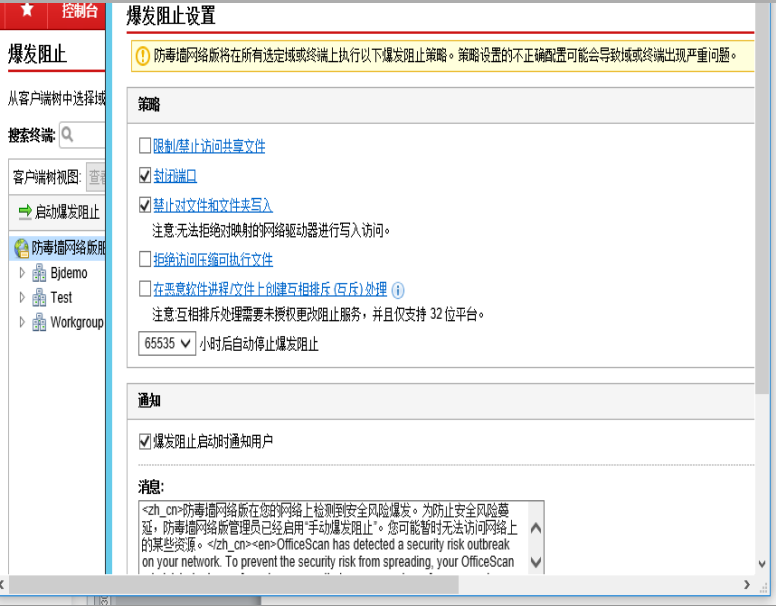 控制台
爆发阻止设置
爆发阻止
防毒墙网络版将在所有选定域或终端上执行以下爆发阻止策略。策略设置的不正确配置可能会导致域或终端出现严重问题。
从客户端树中选择域
策略
搜索终端:
限制/禁止访问共享文件
封闭端口
客户端树视图:
禁止对文件和文件夹写入
启动爆发阻止
注意:无法拒绝对映射的网络驱动器进行写入访问。
防毒墙网络版服
拒绝访问压缩可执行文件
Bjdemo
在恶意软件进程/文件上创建互相排斥 (互斥) 处理
Test
注意:互相排斥处理需要未授权更改阻止服务，并且仅支持 32 位平台。
Workgroup
65535 小时后自动停止爆发阻止
通知
爆发阻止启动时通知用户
消息:
<zh_cn>防毒墙网络版在您的网络上检测到安全风险爆发。为防止安全风险蔓
延，防毒墙网络版管理员已经启用“手动爆发阻止”。您可能暂时无法访问网络上
的某些资源。</zh_cn><en>OfficeScan has detected a security risk outbreak
on your network. To prevent the security risk from spreading, your OfficeScan